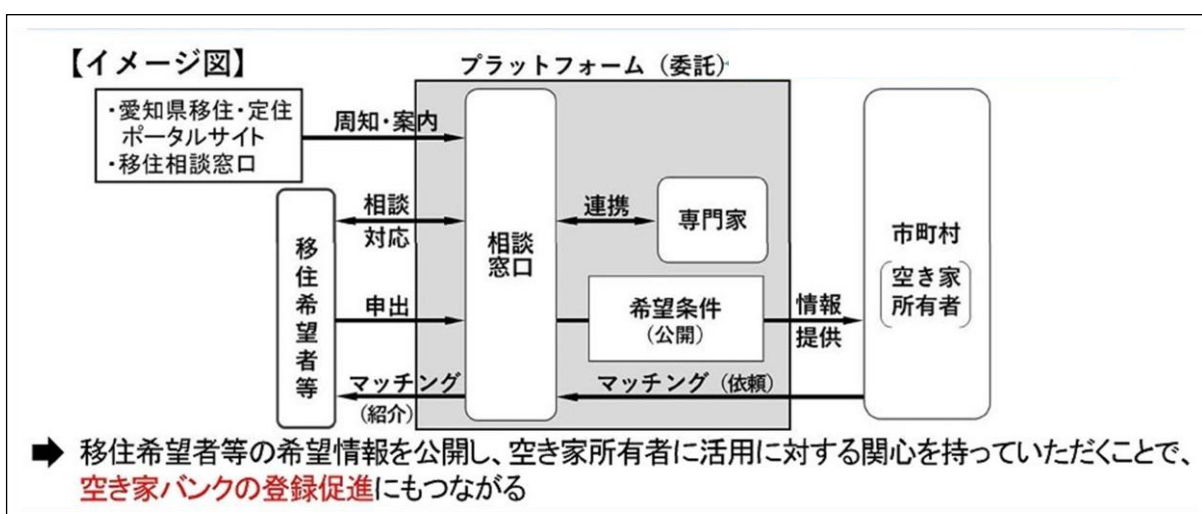 【イメージ図】
プラットフォーム（委託）
・愛知県移住・定住
ポータルサイト
・移住相談窓口
周知・案内
相談
対応
連携
専門家
移住希望者等
相談
窓口
市町村
空き家
所有者
申出
希望条件
（公開）
情報
提供
マッチング
（紹介）
マッチング（依頼）
➡ 移住希望者等の希望情報を公開し、空き家所有者に活用に対する関心を持っていただくことで、
空き家バンクの登録促進にもつながる